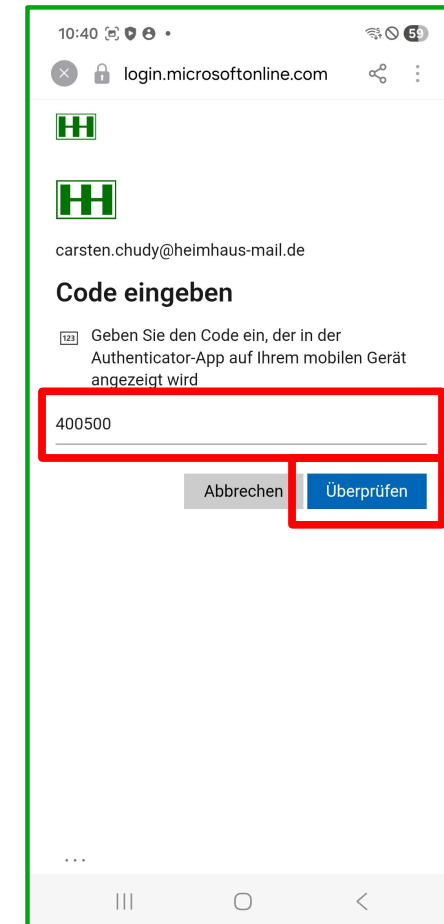 10:40
59
login.microsoftonline.com
HH
HH
carsten.chudy@heimhaus-mail.de
Code eingeben
123
Geben Sie den Code ein, der in der
Authenticator-App auf Ihrem mobilen Gerät
angezeigt wird
400500
Abbrechen
Überprüfen
...